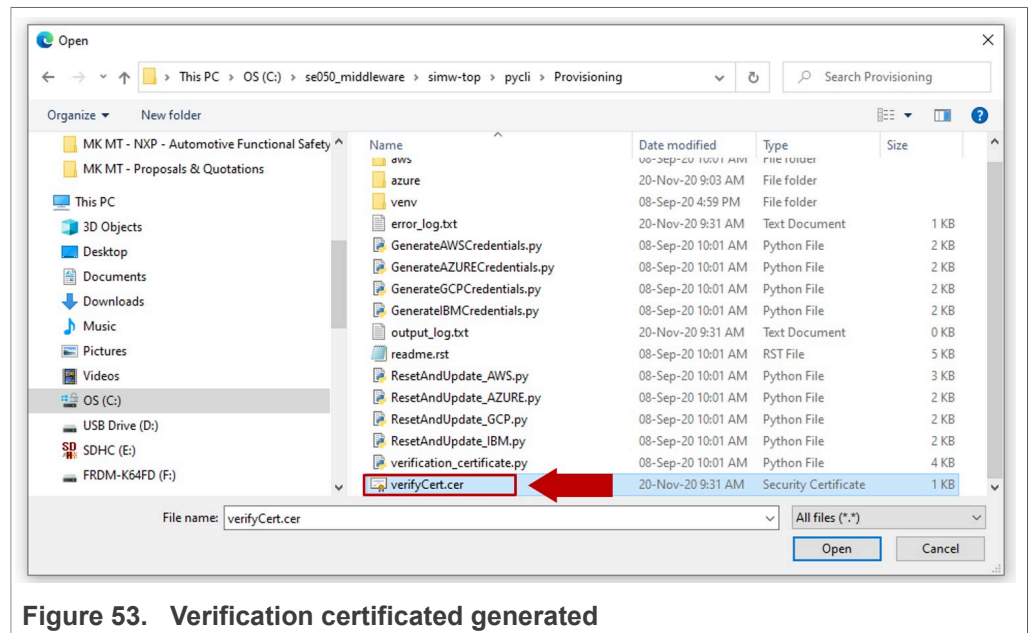 Open
This PC > OS (C:) > se050_middleware > simw-top > pycli > Provisioning
Search Provisioning
Organize
New folder
MK MT - NXP - Automotive Functional Safety
MK MT - Proposals & Quotations
This PC
3D Objects
Desktop
Documents
Downloads
Music
Pictures
Videos
OS (C:)
USB Drive (D:)
SDHC (E:)
FRDM-K64FD (F:)
Name Date modified Type Size
aws 08-Sep-20 10:01 AM File folder
azure 20-Nov-20 9:03 AM File folder
venv 08-Sep-20 4:59 PM File folder
error_log.txt 20-Nov-20 9:31 AM Text Document 1 KB
GenerateAWSCredentials.py 08-Sep-20 10:01 AM Python File 2 KB
GenerateAZURECredentials.py 08-Sep-20 10:01 AM Python File 2 KB
GenerateGCPCredentials.py 08-Sep-20 10:01 AM Python File 2 KB
GenerateIBMCredentials.py 08-Sep-20 10:01 AM Python File 2 KB
output_log.txt 20-Nov-20 9:31 AM Text Document 0 KB
readme.rst 08-Sep-20 10:01 AM RST File 5 KB
ResetAndUpdate_AWS.py 08-Sep-20 10:01 AM Python File 3 KB
ResetAndUpdate_AZURE.py 08-Sep-20 10:01 AM Python File 2 KB
ResetAndUpdate_GCP.py 08-Sep-20 10:01 AM Python File 2 KB
ResetAndUpdate_IBM.py 08-Sep-20 10:01 AM Python File 2 KB
verification_certificate.py 08-Sep-20 10:01 AM Python File 4 KB
verifyCert.cer 20-Nov-20 9:31 AM Security Certificate 1 KB
File name: verifyCert.cer
All files (*.*)
Open Cancel
Figure 53. Verification certificated generated